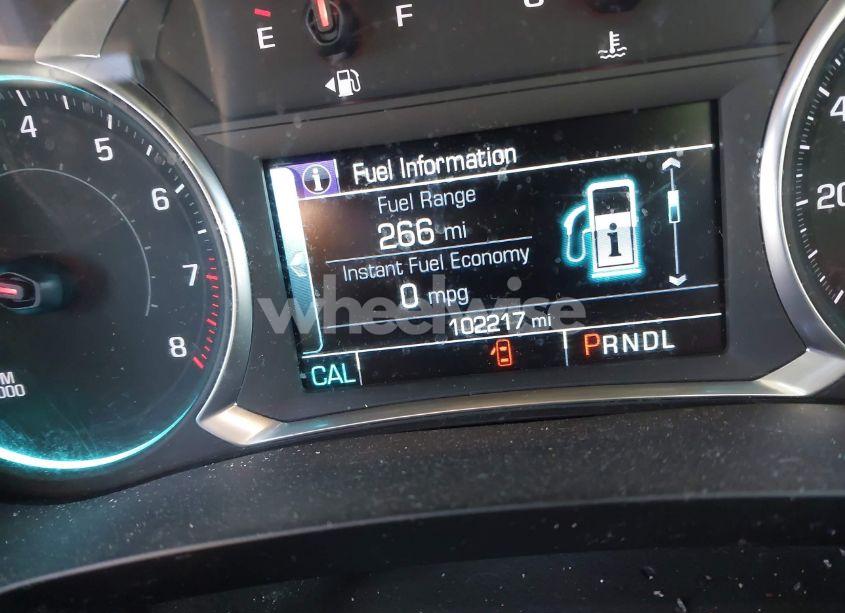 E F
4
5
6
7
8
Fuel Information
Fuel Range
266 mi
Instant Fuel Economy
0 mpg
wheelwise
102217 mi
CAL
PRNDL
20